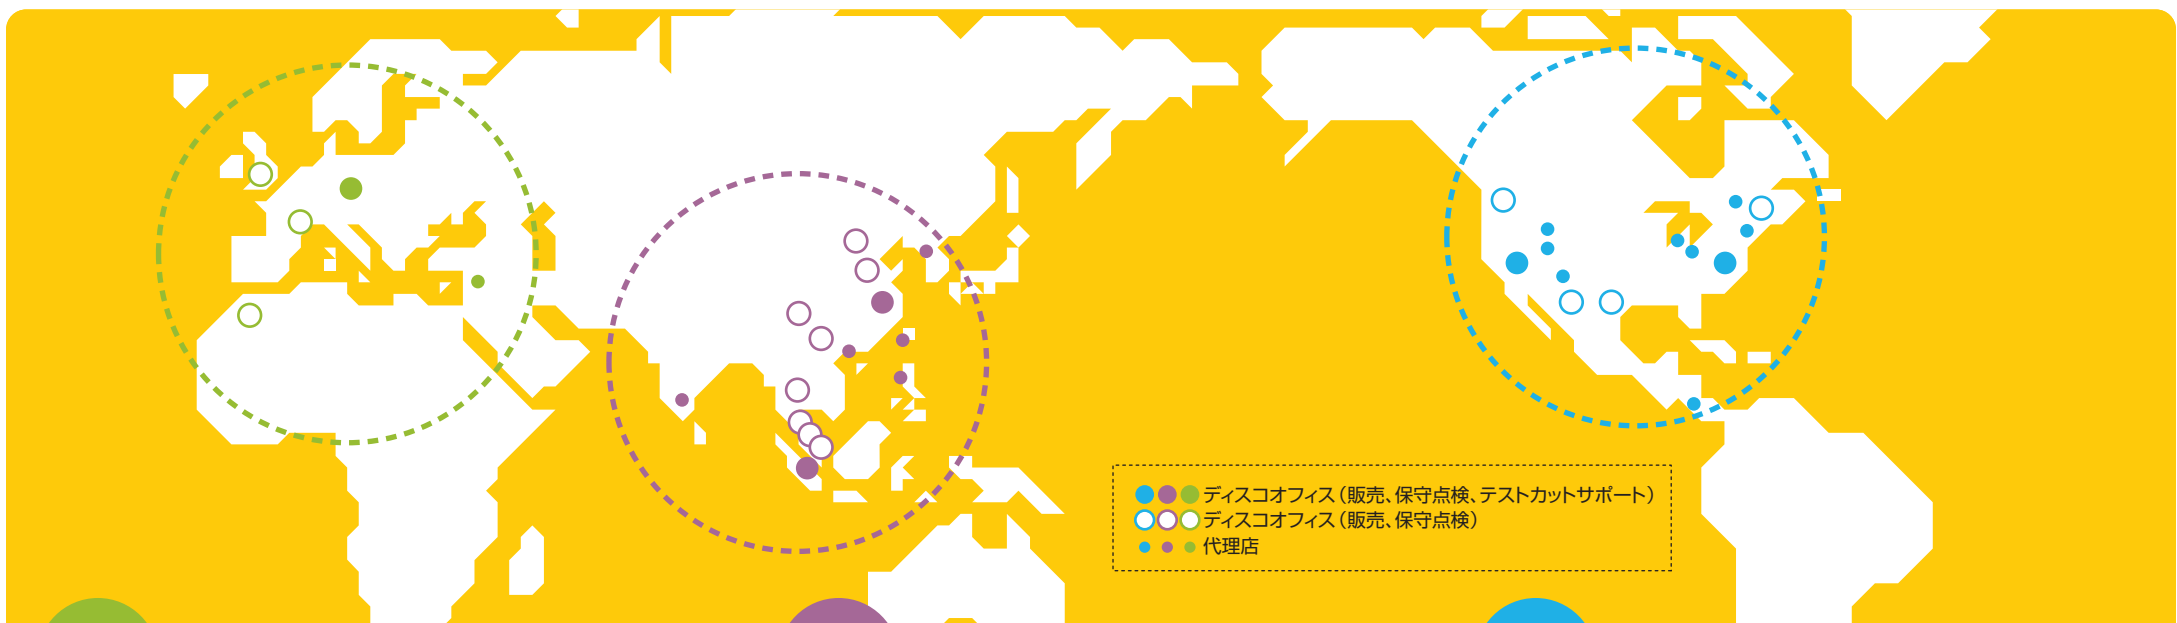 ディスコオフィス（販売、保守点検、テストカットサポート）
ディスコオフィス（販売、保守点検）
代理店